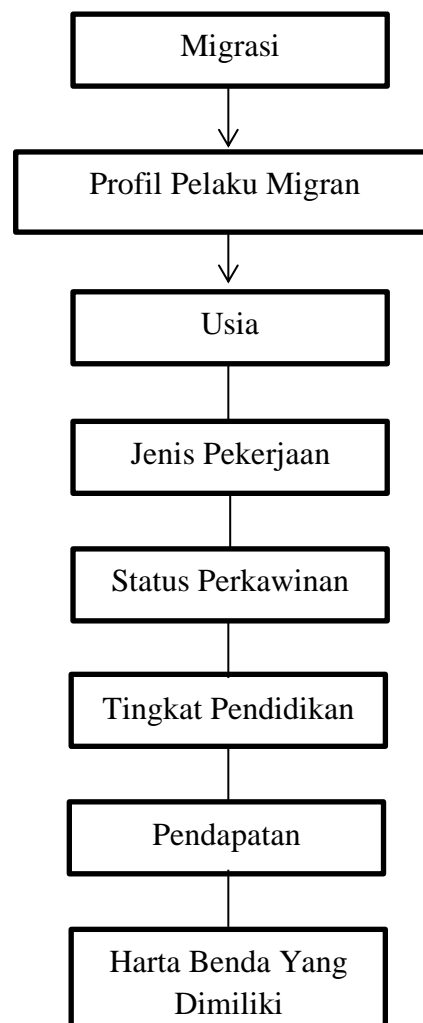 Migrasi
Profil Pelaku Migran
Usia
Jenis Pekerjaan
Status Perkawinan
Tingkat Pendidikan
Pendapatan
Harta Benda Yang
Dimiliki